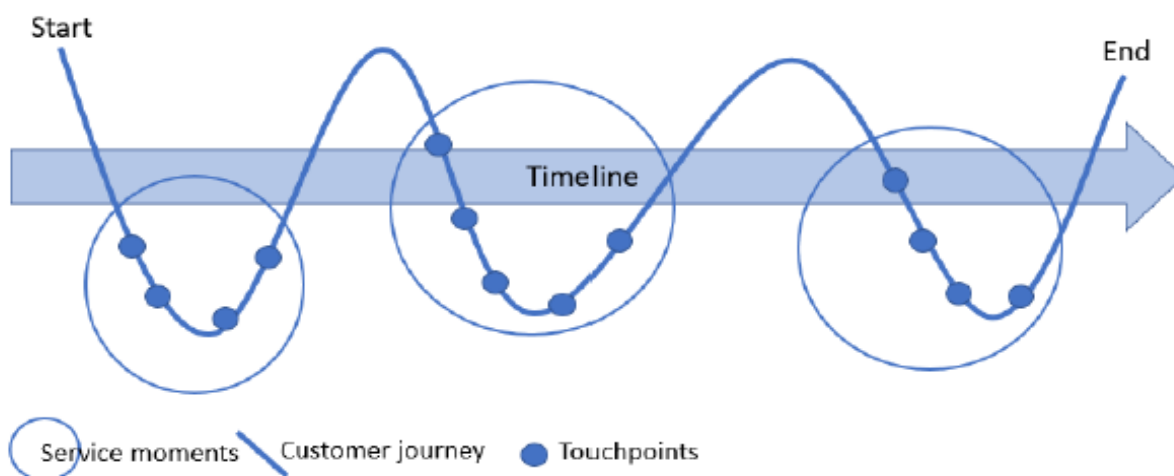 Start
End
Timeline
Service moments
Customer journey
Touchpoints